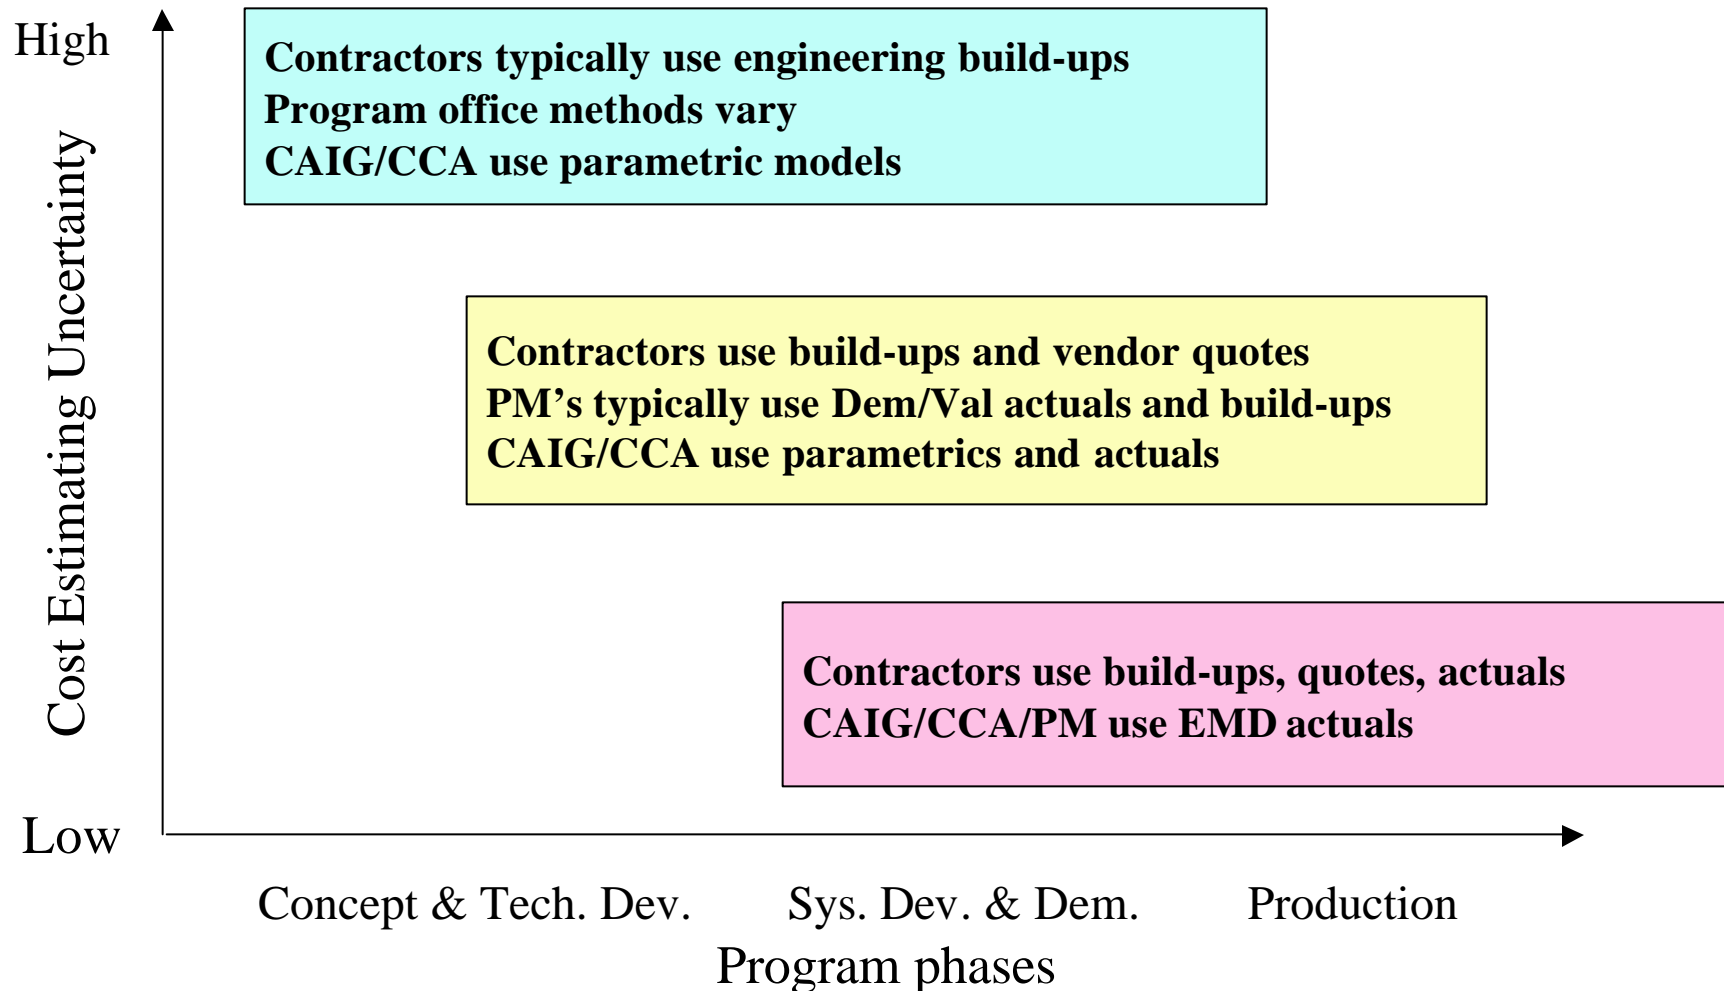 High
Contractors typically use engineering build-ups
Program office methods vary
CAIG/CCA use parametric models
Cost Estimating Uncertainty
Contractors use build-ups and vendor quotes
PM’s typically use Dem/Val actuals and build-ups
CAIG/CCA use parametrics and actuals
Contractors use build-ups, quotes, actuals
CAIG/CCA/PM use EMD actuals
Low
Concept & Tech. Dev.
Sys. Dev. & Dem.
Production
Program phases